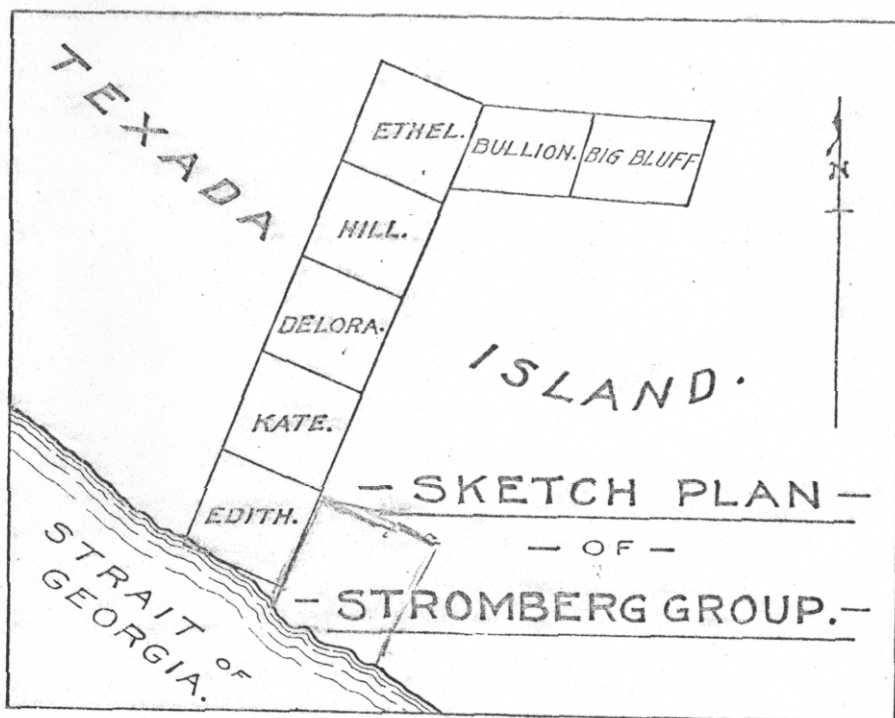 TEXADA
ISLAND.
ETHEL.
BULLION.
BIG BLUFF
HILL.
DELORA.
KATE.
EDITH.
N
STRAIT OF
GEORGIA.
— SKETCH PLAN —
— OF —
— STROMBERG GROUP. —